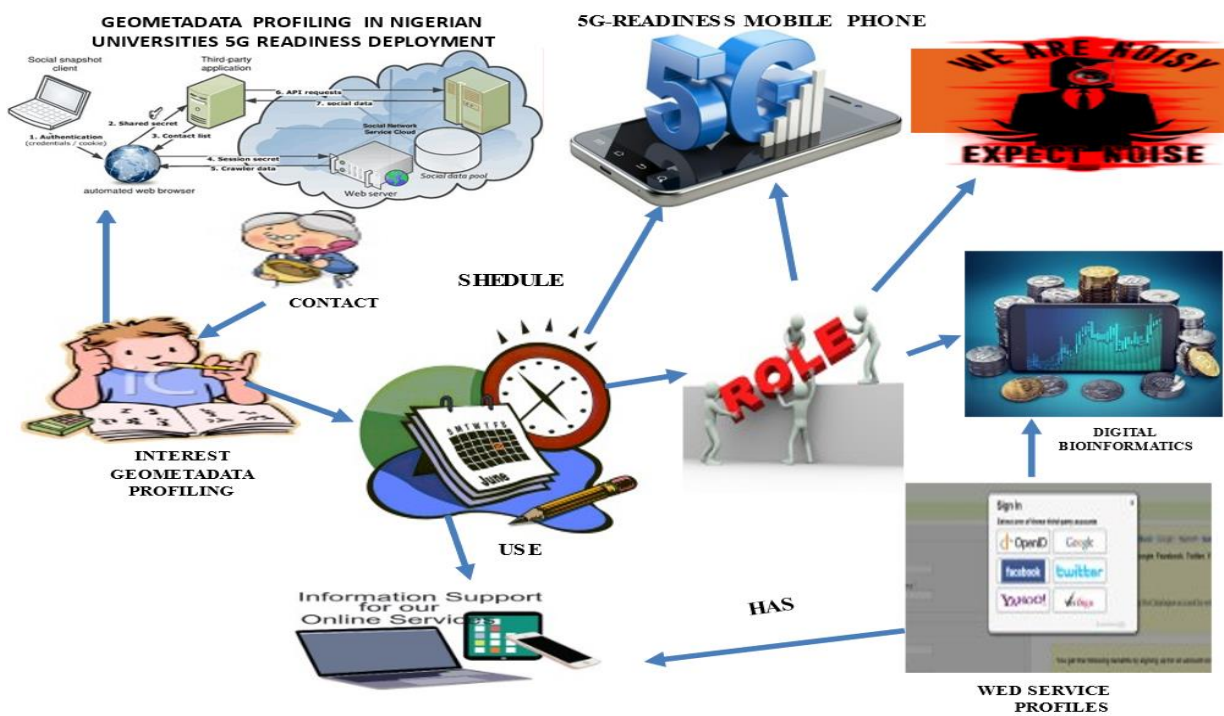 GEOMETADATA PROFILING IN NIGERIAN
UNIVERSITIES 5G READINESS DEPLOYMENT
Social snapshot
client
Third-party
application
6. API requests
7. social data
2. Shared secret
3. Contact list
1. Authentication
(credentials / cookie)
Social Network
Service Cloud
4. Session secret
5. Crawler data
Social data pool
Web server
automated web browser
5G-READINESS MOBILE PHONE
5G
WE ARE NOISY
EXPECT NOISE
CONTACT
SHEDULE
INTEREST
GEOMETADATA
PROFILING
IC
S M T W T F S
June
USE
ROLE
DIGITAL
BIOINFORMATICS
Information Support
for our
Online Services
HAS
Sign In
OpenID
Google
facebook
twitter
YAHOO!
WED SERVICE
PROFILES